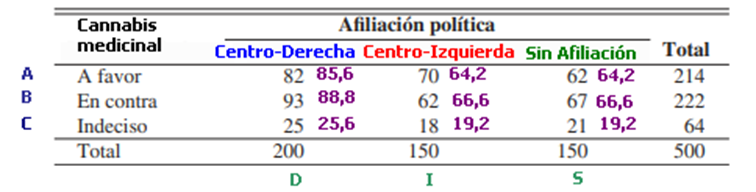 Cannabis medicinal Afiliación política
Centro-Derecha Centro-Izquierda Sin Afiliación Total
A A favor 82 85,6 70 64,2 62 64,2 214
B En contra 93 88,8 62 66,6 67 66,6 222
C Indeciso 25 25,6 18 19,2 21 19,2 64
Total 200 150 150 500
D I S